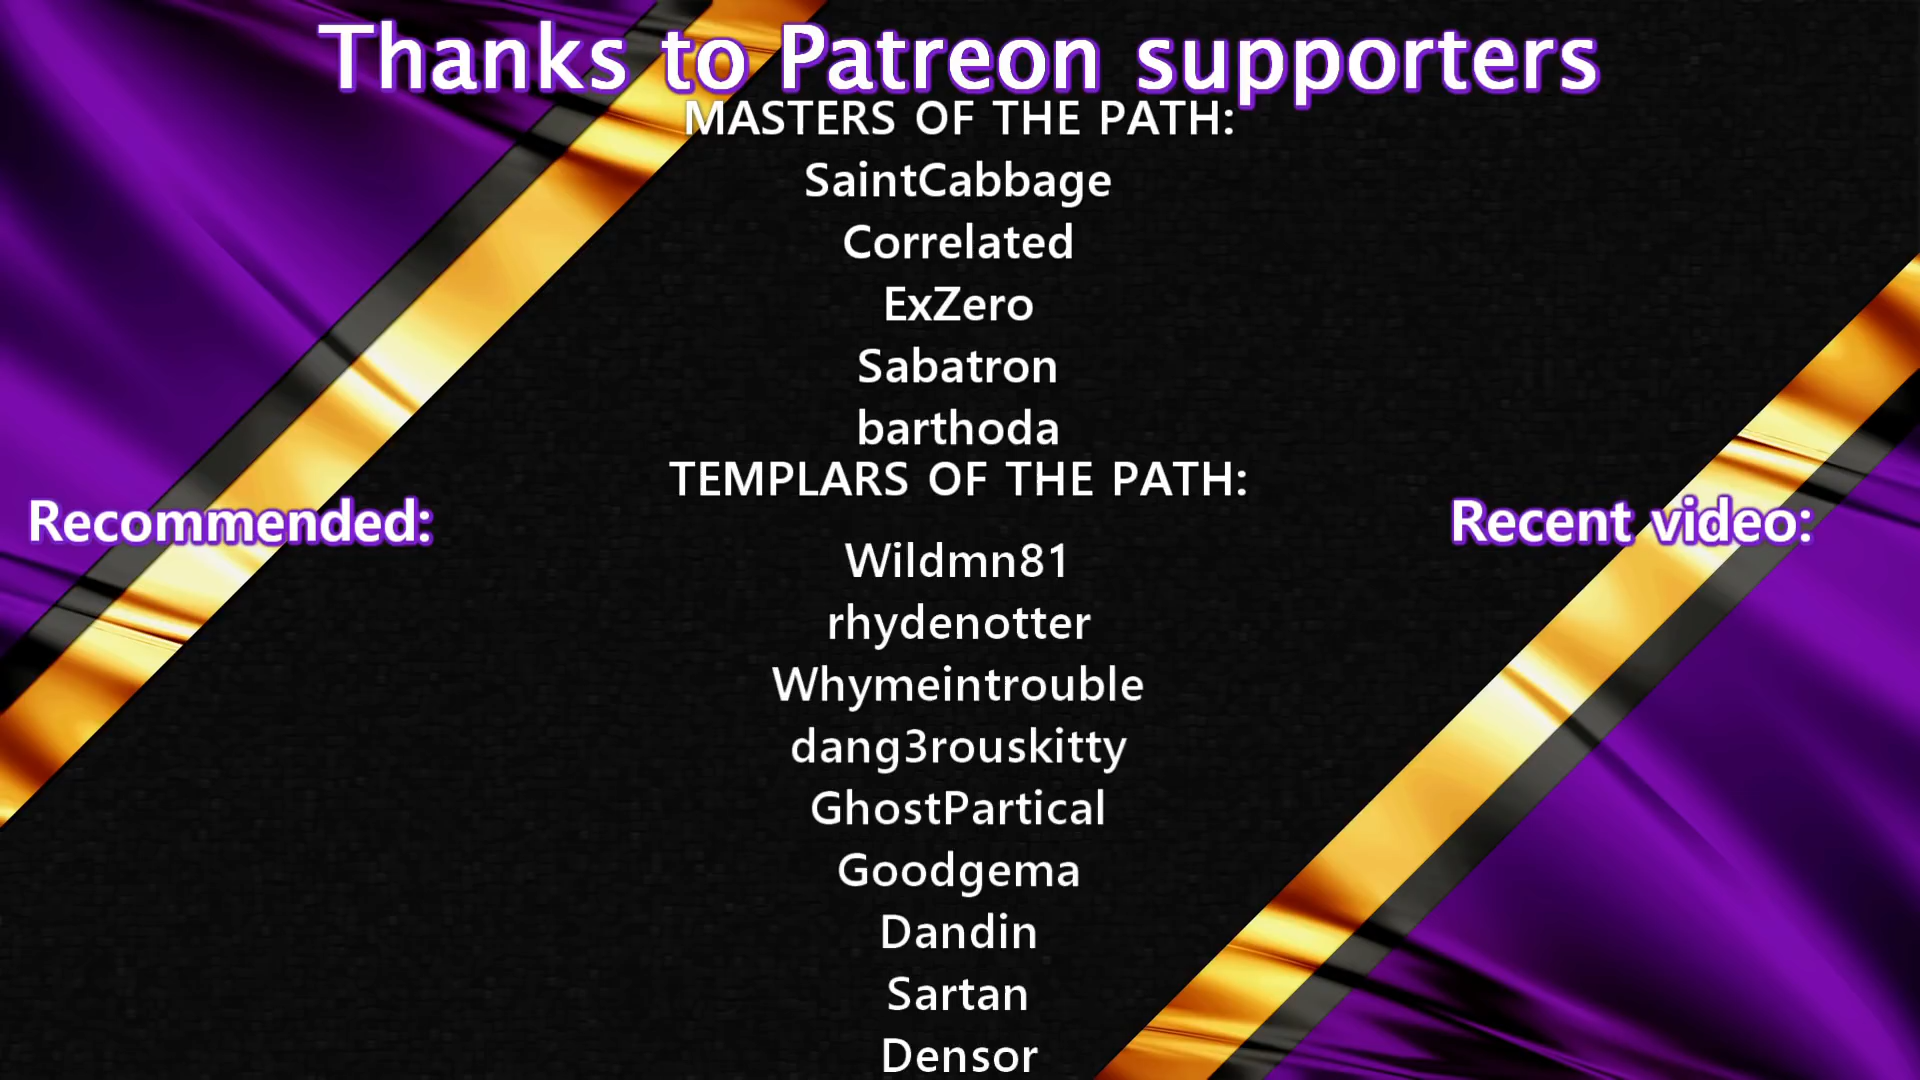 Thanks to Patreon supporters
MASTERS OF THE PATH:
SaintCabbage
Correlated
ExZero
Sabatron
barthoda
TEMPLARS OF THE PATH:
Recommended:
Recent video:
Wildmn81
rhydenotter
Whymeintrouble
dang3rouskitty
GhostPartical
Goodgema
Dandin
Sartan
Densor